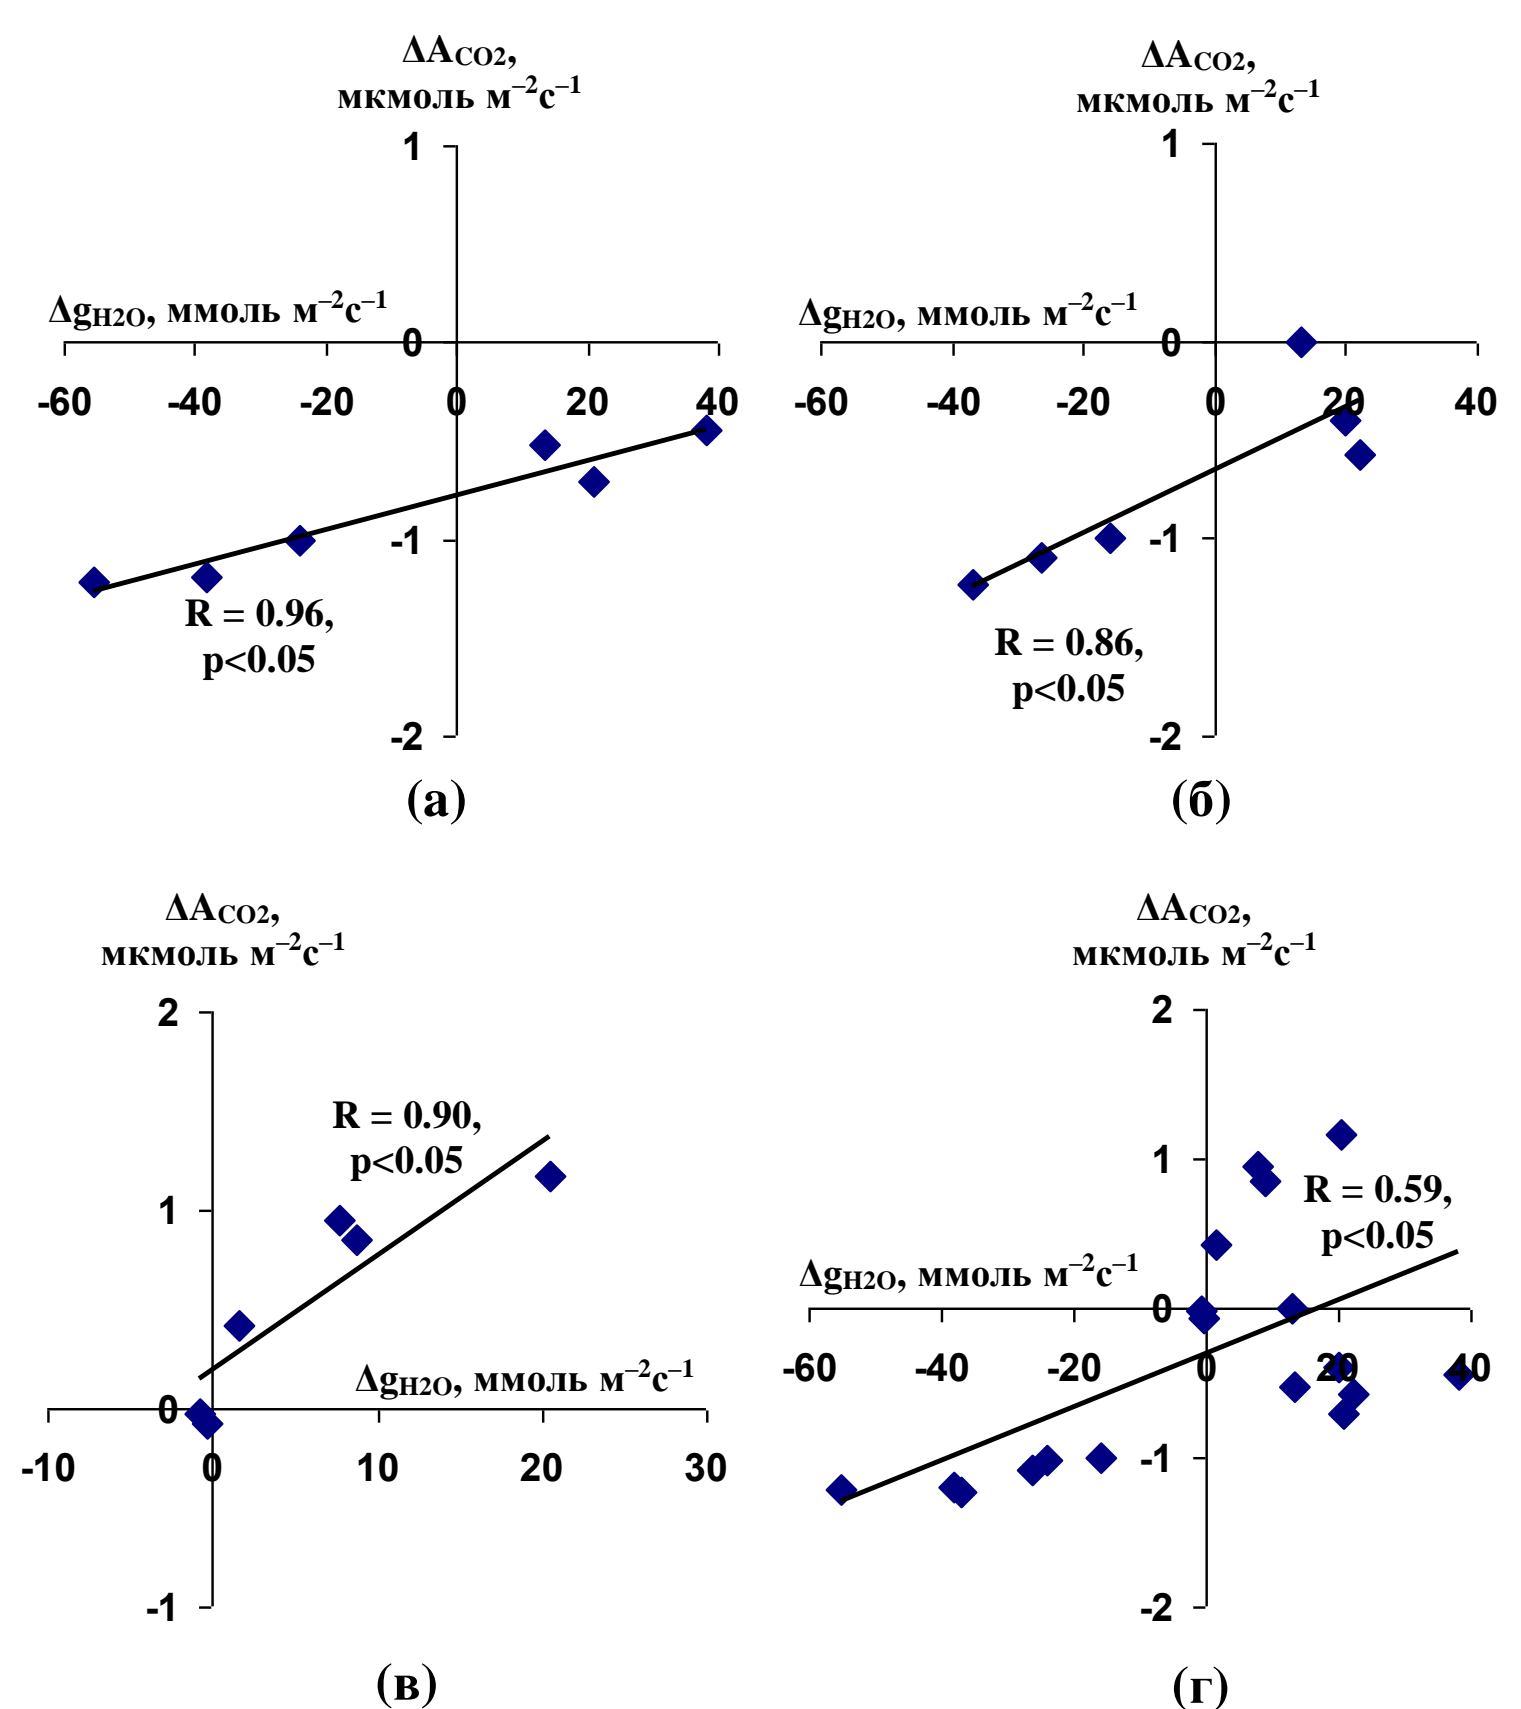 ΔA_CO2,
мкмоль м⁻²с⁻¹
1
Δg_H2O, ммоль м⁻²с⁻¹
0
-60 -40 -20 0 20 40
-1
R = 0.96,
p<0.05
-2
(а)
ΔA_CO2,
мкмоль м⁻²с⁻¹
1
Δg_H2O, ммоль м⁻²с⁻¹
0
-60 -40 -20 0 20 40
-1
R = 0.86,
p<0.05
-2
(б)
ΔA_CO2,
мкмоль м⁻²с⁻¹
2
R = 0.90,
p<0.05
1
Δg_H2O, ммоль м⁻²с⁻¹
0
-10 0 10 20 30
-1
(в)
ΔA_CO2,
мкмоль м⁻²с⁻¹
2
1
R = 0.59,
p<0.05
Δg_H2O, ммоль м⁻²с⁻¹
0
-60 -40 -20 0 20 40
-1
-2
(г)